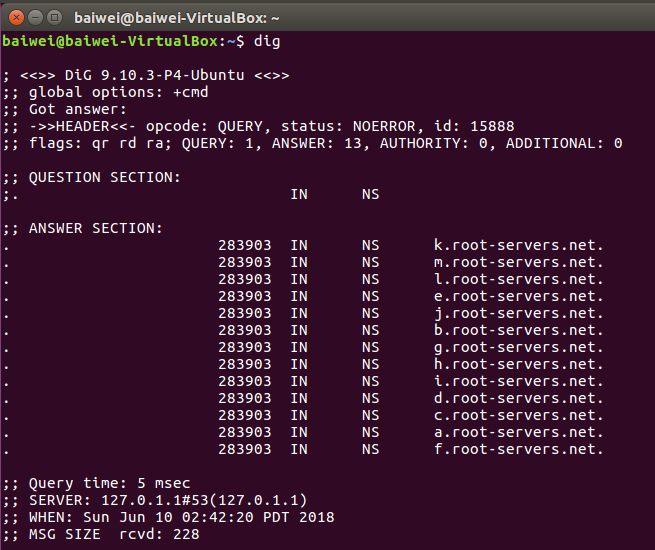 baiwei@baiwei-VirtualBox: ~
baiwei@baiwei-VirtualBox:~$ dig
; <<>> DiG 9.10.3-P4-Ubuntu <<>>
;; global options: +cmd
;; Got answer:
;; ->>HEADER<<- opcode: QUERY, status: NOERROR, id: 15888
;; flags: qr rd ra; QUERY: 1, ANSWER: 13, AUTHORITY: 0, ADDITIONAL: 0
;; QUESTION SECTION:
;. IN NS
;; ANSWER SECTION:
. 283903 IN NS k.root-servers.net.
. 283903 IN NS m.root-servers.net.
. 283903 IN NS l.root-servers.net.
. 283903 IN NS e.root-servers.net.
. 283903 IN NS j.root-servers.net.
. 283903 IN NS b.root-servers.net.
. 283903 IN NS g.root-servers.net.
. 283903 IN NS h.root-servers.net.
. 283903 IN NS i.root-servers.net.
. 283903 IN NS d.root-servers.net.
. 283903 IN NS c.root-servers.net.
. 283903 IN NS a.root-servers.net.
. 283903 IN NS f.root-servers.net.
;; Query time: 5 msec
;; SERVER: 127.0.1.1#53(127.0.1.1)
;; WHEN: Sun Jun 10 02:42:20 PDT 2018
;; MSG SIZE rcvd: 228